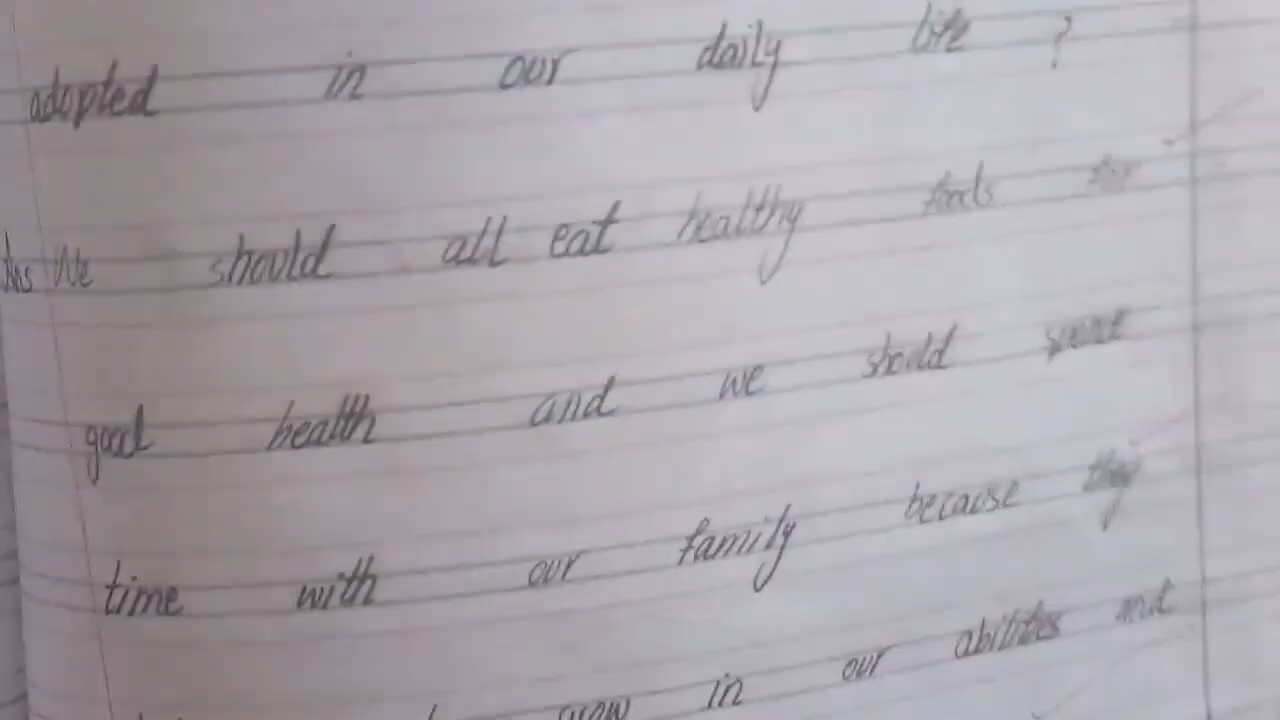 adopted in our daily life ?
Ans We should all eat healthy foods for
good health and we should
time with our family because they
grow in our abilities and